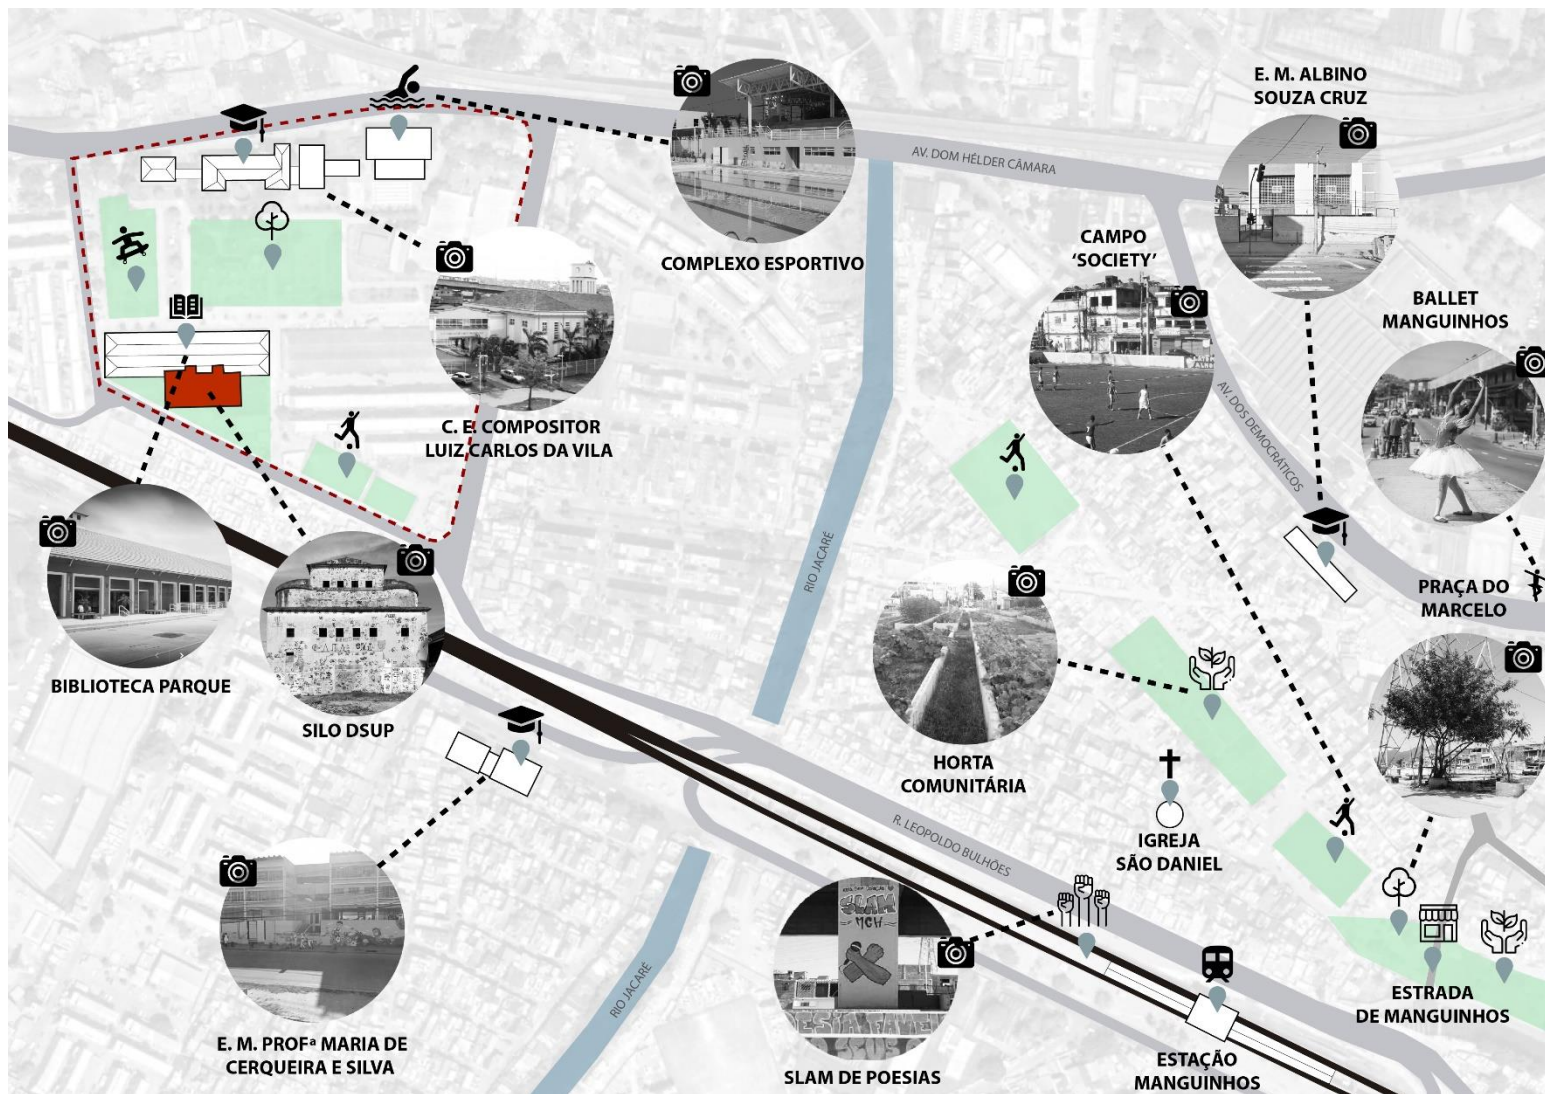 E. M. ALBINO
SOUZA CRUZ
AV. DOM HÉLDER CÂMARA
COMPLEXO ESPORTIVO
CAMPO
‘SOCIETY’
BALLET
MANGUINHOS
C. E. COMPOSITOR
LUIZ CARLOS DA VILA
AV. DOS DEMOCRÁTICOS
RIO JACARÉ
PRAÇA DO
MARCELO
BIBLIOTECA PARQUE
SILO DSUP
HORTA
COMUNITÁRIA
R. LEOPOLDO BULHÕES
IGREJA
SÃO DANIEL
SLAM
MGH
RIO JACARÉ
ESTRADA
DE MANGUINHOS
E. M. PROFª MARIA DE
CERQUEIRA E SILVA
SLAM DE POESIAS
ESTAÇÃO
MANGUINHOS